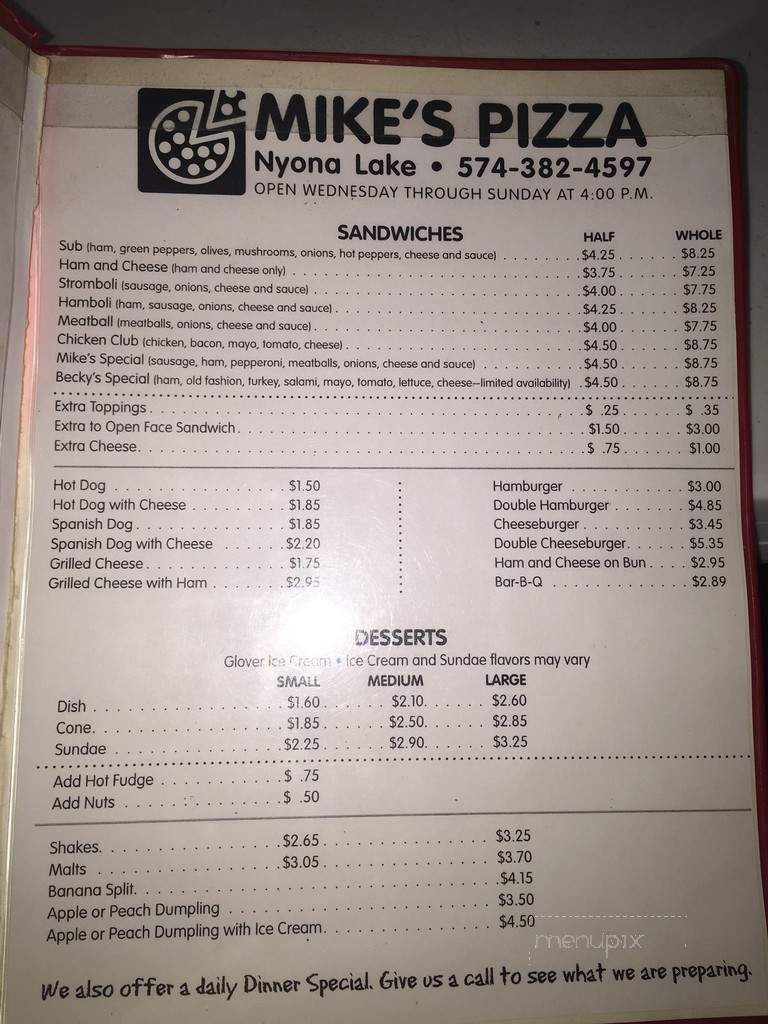 MIKE'S PIZZA
Nyona Lake • 574-382-4597
OPEN WEDNESDAY THROUGH SUNDAY AT 4:00 P.M.
SANDWICHES HALF WHOLE
Sub (ham, green peppers, olives, mushrooms, onions, hot peppers, cheese and sauce) $4.25 $8.25
Ham and Cheese (ham and cheese only) $3.75 $7.25
Stromboli (sausage, onions, cheese and sauce) $4.00 $7.75
Hamboli (ham, sausage, onions, cheese and sauce) $4.25 $8.25
Meatball (meatballs, onions, cheese and sauce) $4.00 $7.75
Chicken Club (chicken, bacon, mayo, tomato, cheese) $4.50 $8.75
Mike's Special (sausage, ham, pepperoni, meatballs, onions, cheese and sauce) $4.50 $8.75
Becky's Special (ham, old fashion, turkey, salami, mayo, tomato, lettuce, cheese--limited availability) $4.50 $8.75
Extra Toppings $ .25 $ .35
Extra to Open Face Sandwich $1.50 $3.00
Extra Cheese $ .75 $1.00
Hot Dog $1.50
Hot Dog with Cheese $1.85
Spanish Dog $1.85
Spanish Dog with Cheese $2.20
Grilled Cheese $1.75
Grilled Cheese with Ham $2.95
Hamburger $3.00
Double Hamburger $4.85
Cheeseburger $3.45
Double Cheeseburger $5.35
Ham and Cheese on Bun $2.95
Bar-B-Q $2.89
DESSERTS
Glover Ice Cream • Ice Cream and Sundae flavors may vary
SMALL MEDIUM LARGE
Dish $1.60 $2.10 $2.60
Cone $1.85 $2.50 $2.85
Sundae $2.25 $2.90 $3.25
Add Hot Fudge $ .75
Add Nuts $ .50
Shakes $2.65 $3.25
Malts $3.05 $3.70
Banana Split $4.15
Apple or Peach Dumpling $3.50
Apple or Peach Dumpling with Ice Cream $4.50
menupix
We also offer a daily Dinner Special. Give us a call to see what we are preparing.